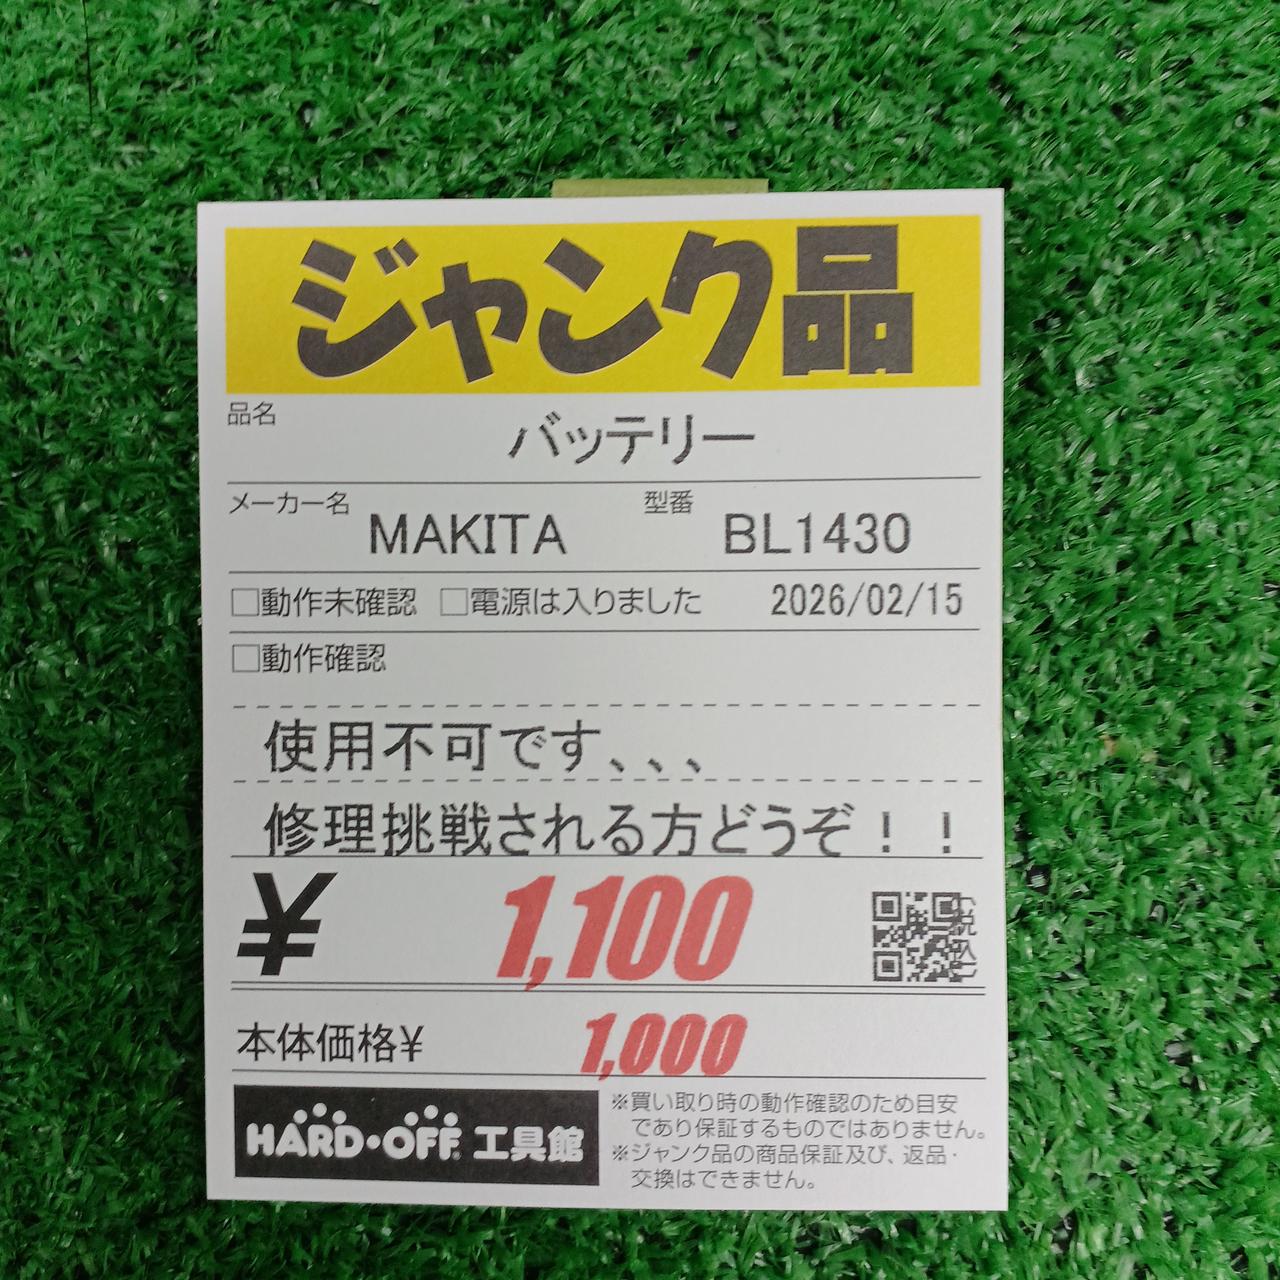 ジャンク品
品名
バッテリー
メーカー名 MAKITA 型番 BL1430
□動作未確認 □電源は入りました 2026/02/15
□動作確認
使用不可です、、、
修理挑戦される方どうぞ！！
¥ 1,100 (税込)
本体価格¥ 1,000
HARD・OFF 工具館
※買い取り時の動作確認のため目安
であり保証するものではありません。
※ジャンク品の商品保証及び、返品・
交換はできません。